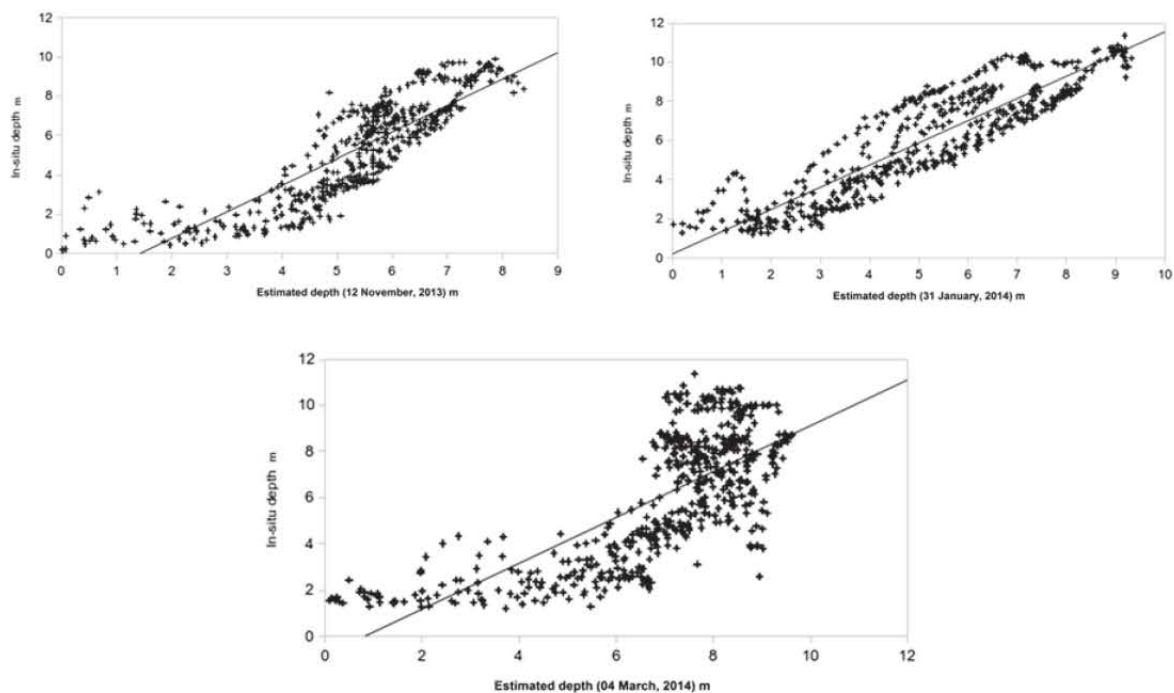 12
10
8
6
4
2
0
In-situ depth m
0 1 2 3 4 5 6 7 8 9
Estimated depth (12 November, 2013) m
12
10
8
6
4
2
0
In-situ depth m
0 1 2 3 4 5 6 7 8 9 10
Estimated depth (31 January, 2014) m
12
10
8
6
4
2
0
In-situ depth m
0 2 4 6 8 10 12
Estimated depth (04 March, 2014) m